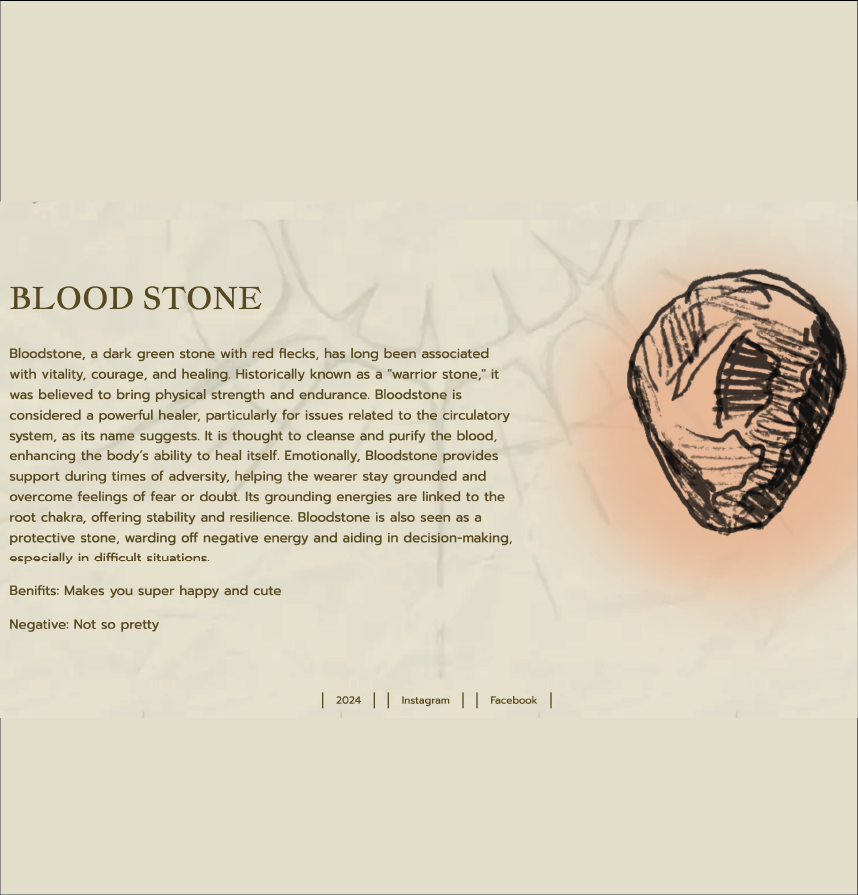 BLOOD STONE
Bloodstone, a dark green stone with red flecks, has long been associated
with vitality, courage, and healing. Historically known as a "warrior stone," it
was believed to bring physical strength and endurance. Bloodstone is
considered a powerful healer, particularly for issues related to the circulatory
system, as its name suggests. It is thought to cleanse and purify the blood,
enhancing the body's ability to heal itself. Emotionally, Bloodstone provides
support during times of adversity, helping the wearer stay grounded and
overcome feelings of fear or doubt. Its grounding energies are linked to the
root chakra, offering stability and resilience. Bloodstone is also seen as a
protective stone, warding off negative energy and aiding in decision-making,
especially in difficult situations.
Benifits: Makes you super happy and cute
Negative: Not so pretty
| 2024 | | Instagram | | Facebook |